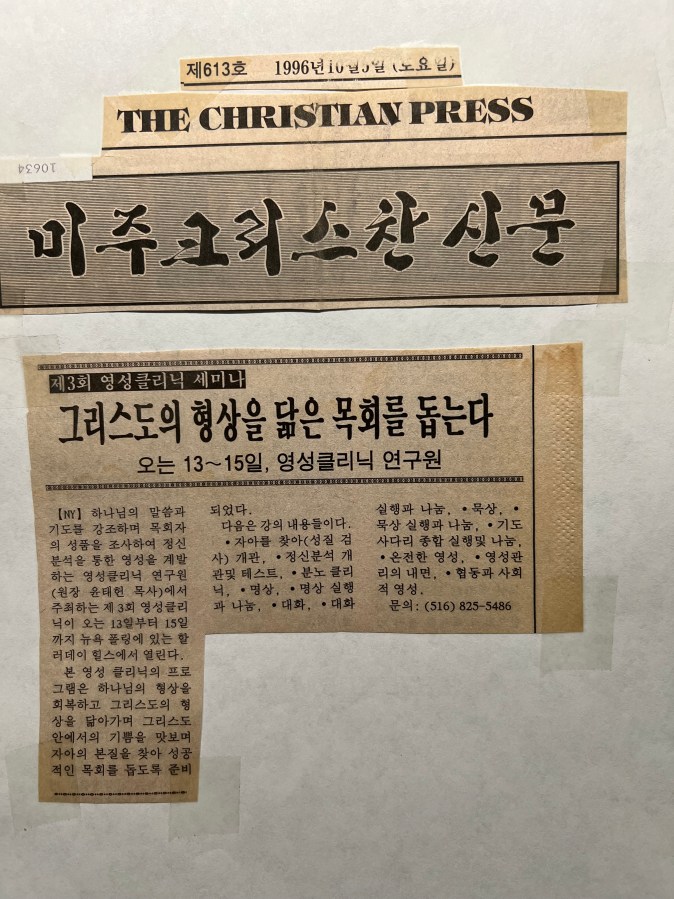 제613호 1996년10월5일 (토요일)
THE CHRISTIAN PRESS
10634
미주크리스찬신문
제3회 영성클리닉 세미나
그리스도의 형상을 닮은 목회를 돕는다
오는 13~15일, 영성클리닉 연구원
【NY】 하나님의 말씀과
기도를 강조하며 목회자
의 성품을 조사하여 정신
분석을 통한 영성을 계발
하는 영성클리닉 연구원
(원장 윤태헌 목사)에서
주최하는 제 3회 영성클리
닉이 오는 13일부터 15일
까지 뉴욕 폴링에 있는 할
러데이 힐스에서 열린다.
본 영성 클리닉의 프로
그램은 하나님의 형상을
회복하고 그리스도의 형
상을 닮아가며 그리스도
안에서의 기쁨을 맛보며
자아의 본질을 찾아 성공
적인 목회를 돕도록 준비
되었다.
다음은 강의 내용들이다.
•자아를 찾아(성질 검
사) 개관, •정신분석 개
관및 테스트, •분노 클리
닉, •명상, •명상 실행
과 나눔, •대화, •대화
실행과 나눔, •묵상, •
묵상 실행과 나눔, •기도
사다리 종합 실행및 나눔,
•온전한 영성, •영성관
리의 내면, •협동과 사회
적 영성.
문의: (516) 825-5486